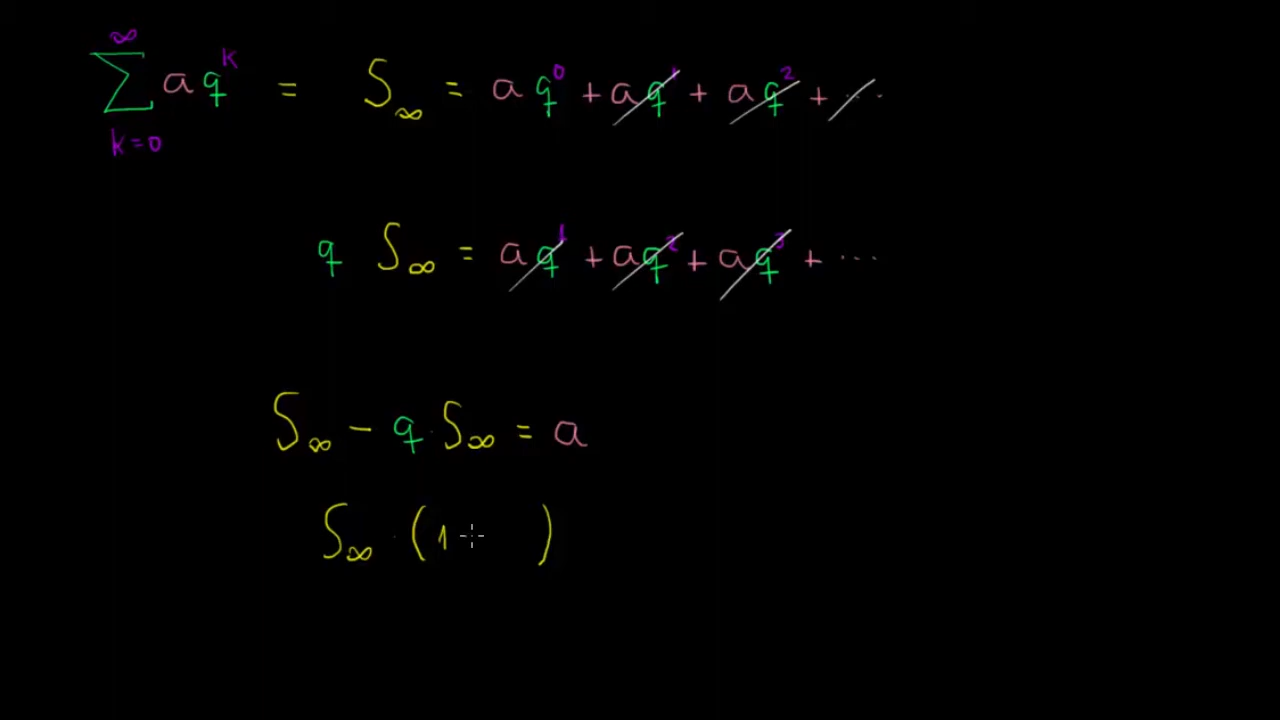 ∞
∑ a q^k = S_∞ = a q^0 + a q^1 + a q^2 + ...
k=0
q S_∞ = a q^1 + a q^2 + a q^3 + ...
S_∞ - q · S_∞ = a
S_∞ · (1 - )